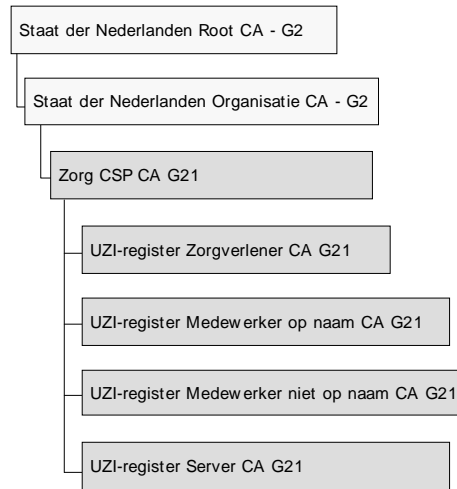 Staat der Nederlanden Root CA - G2
Staat der Nederlanden Organisatie CA - G2
Zorg CSP CA G21
UZI-register Zorgverlener CA G21
UZI-register Medewerker op naam CA G21
UZI-register Medewerker niet op naam CA G21
UZI-register Server CA G21